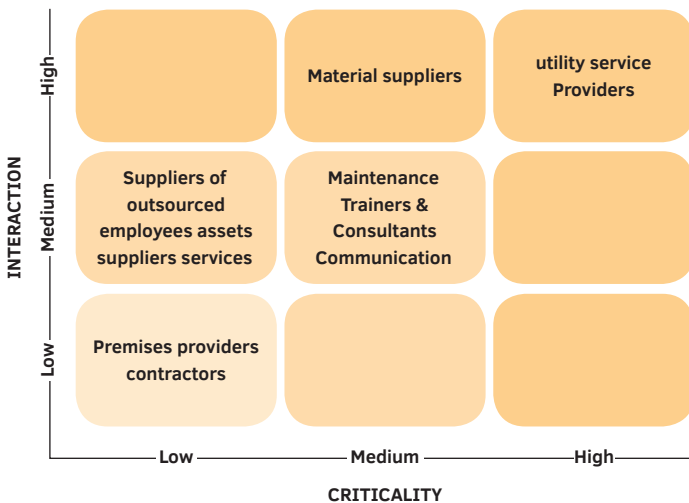 High
Material suppliers
utility service
Providers
INTERACTION
Medium
Suppliers of
outsourced
employees assets
suppliers services
Maintenance
Trainers &
Consultants
Communication
Low
Premises providers
contractors
Low
Medium
High
CRITICALITY